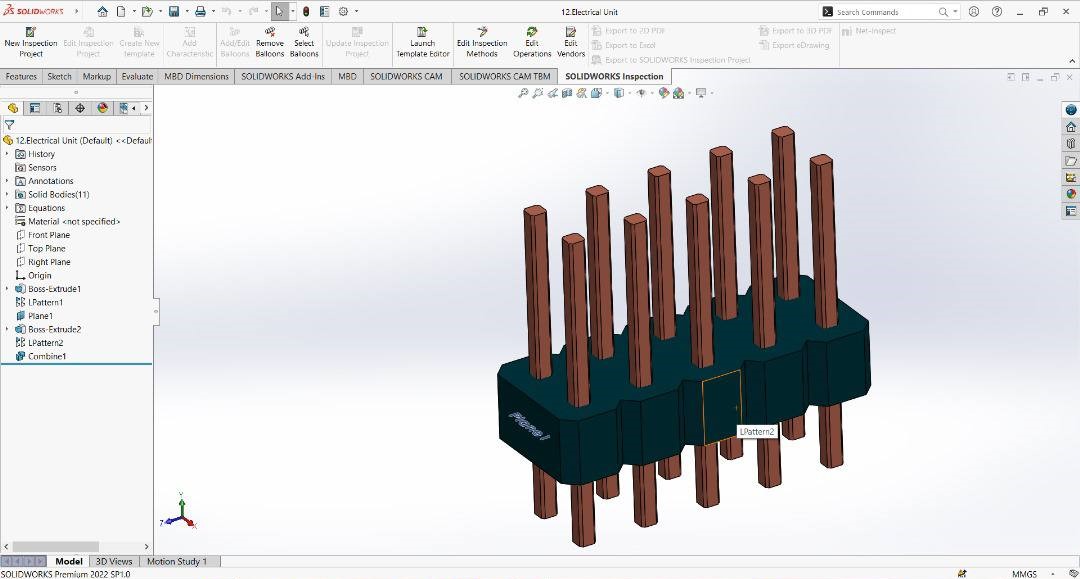 SOLIDWORKS
12.Electrical Unit
Search Commands
New Inspection Project
Edit Inspection Project
Create New template
Add Characteristic
Add/Edit Balloons
Remove Balloons
Select Balloons
Update Inspection Project
Launch Template Editor
Edit Inspection Methods
Edit Operations
Edit Vendors
Export to 2D PDF
Export to Excel
Export to SOLIDWORKS Inspection Project
Export to 3D PDF
Export eDrawing
Net-Inspect
Features Sketch Markup Evaluate MBD Dimensions SOLIDWORKS Add-Ins MBD SOLIDWORKS CAM SOLIDWORKS CAM TBM SOLIDWORKS Inspection
12.Electrical Unit (Default) <<Defaul
History
Sensors
Annotations
Solid Bodies(11)
Equations
Material <not specified>
Front Plane
Top Plane
Right Plane
Origin
Boss-Extrude1
LPattern1
Plane1
Boss-Extrude2
LPattern2
Combine1
Plane1
LPattern2
Y
Z
X
Model 3D Views Motion Study 1
SOLIDWORKS Premium 2022 SP1.0
MMGS